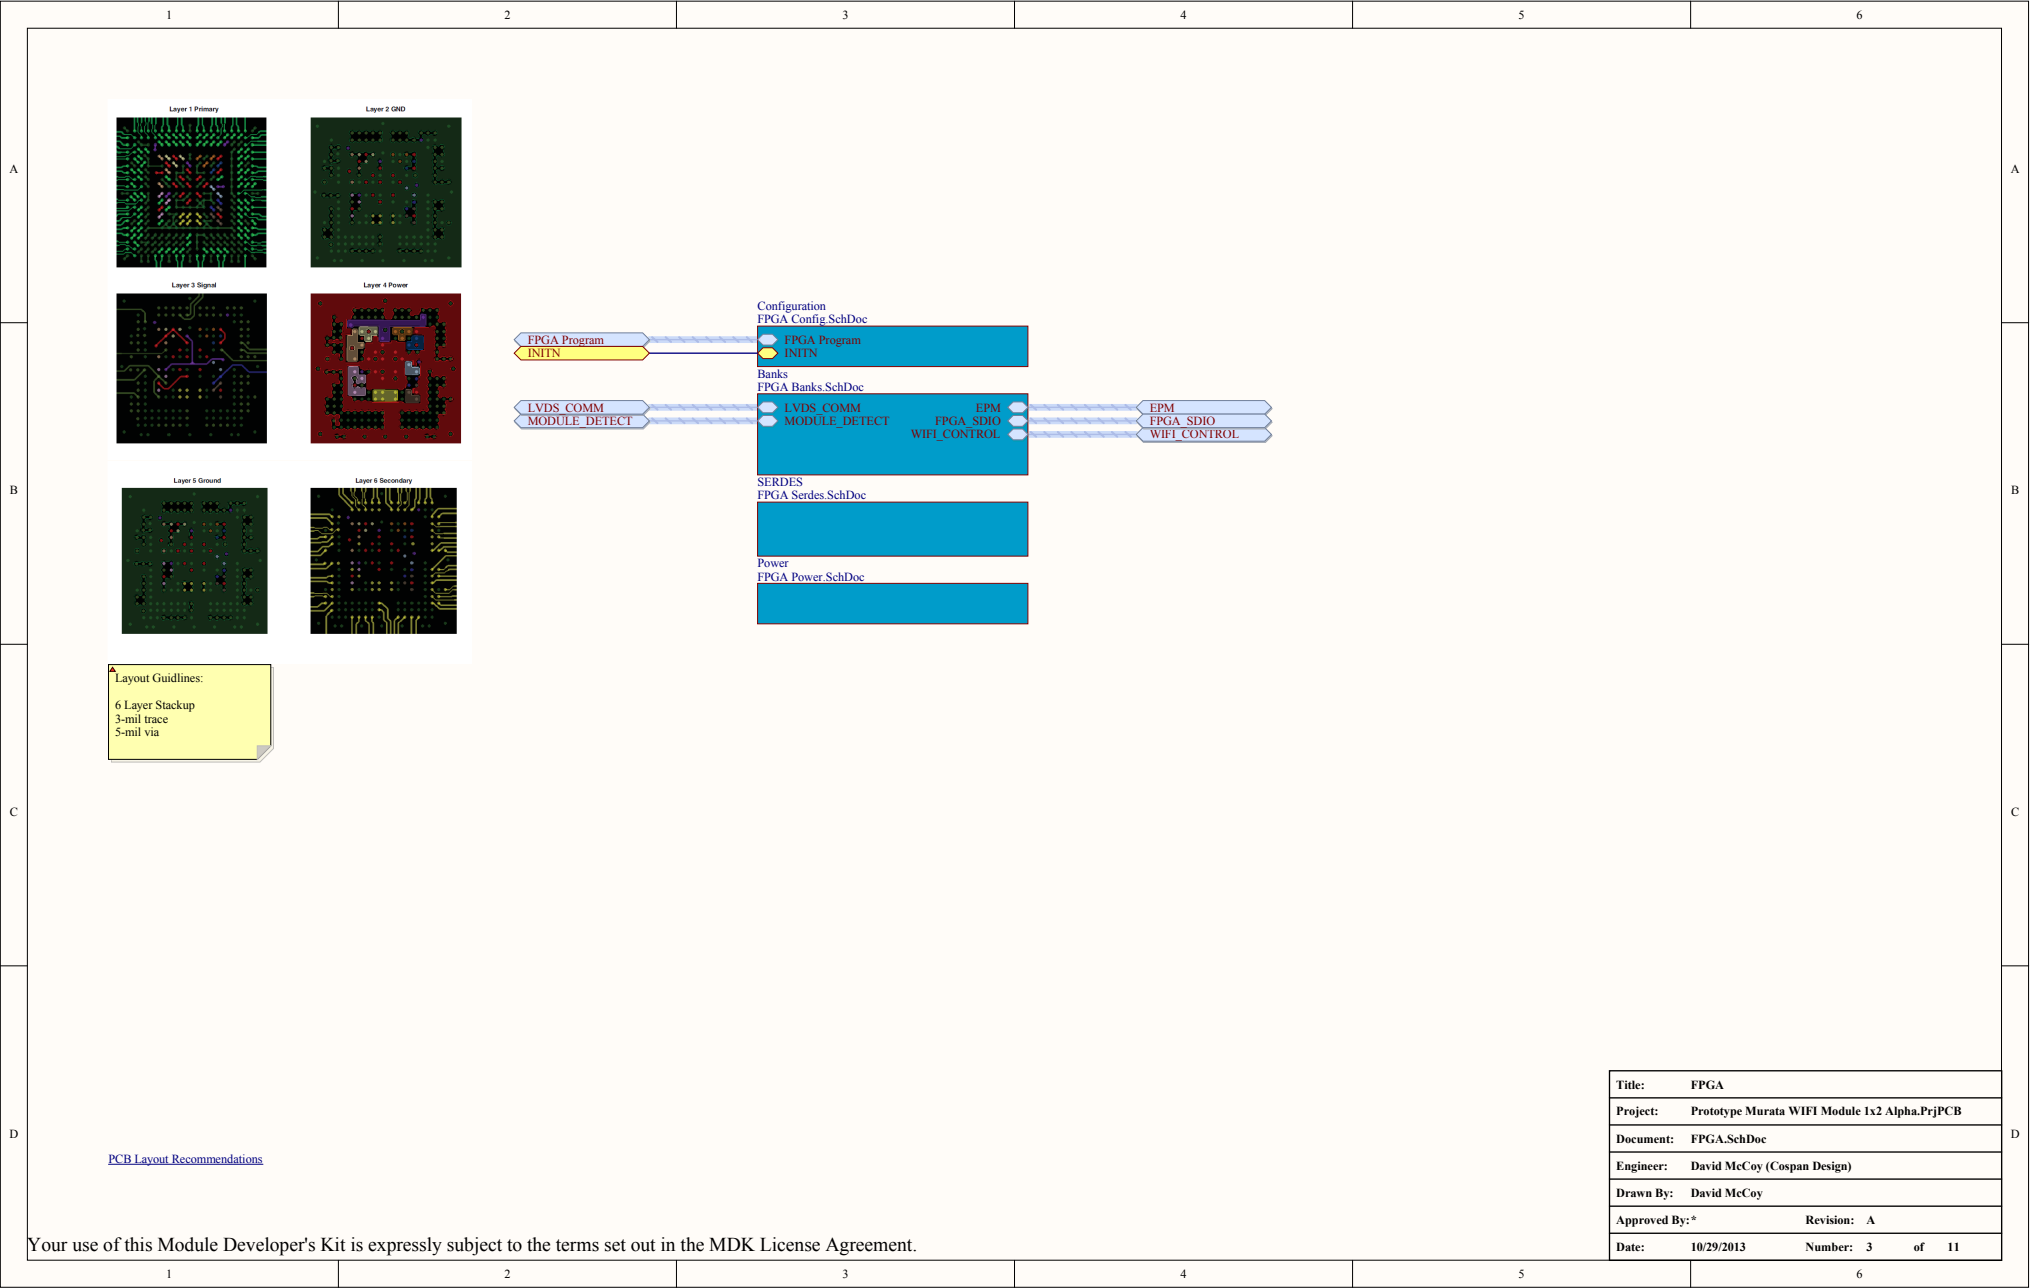 1 2 3 4 5 6
A A
B B
C C
D D
Layer 1 Primary
Layer 2 GND
Layer 3 Signal
Layer 4 Power
Layer 5 Ground
Layer 6 Secondary
Layout Guidlines:
6 Layer Stackup
3-mil trace
5-mil via
FPGA Program
INITN
LVDS_COMM
MODULE_DETECT
Configuration
FPGA Config.SchDoc
FPGA Program
INITN
Banks
FPGA Banks.SchDoc
LVDS_COMM EPM
MODULE_DETECT FPGA_SDIO
WIFI_CONTROL
SERDES
FPGA Serdes.SchDoc
Power
FPGA Power.SchDoc
EPM
FPGA_SDIO
WIFI_CONTROL
PCB Layout Recommendations
Title: FPGA
Project: Prototype Murata WIFI Module 1x2 Alpha.PrjPCB
Document: FPGA.SchDoc
Engineer: David McCoy (Cospan Design)
Drawn By: David McCoy
Approved By: * Revision: A
Date: 10/29/2013 Number: 3 of 11
Your use of this Module Developer's Kit is expressly subject to the terms set out in the MDK License Agreement.
1 2 3 4 5 6